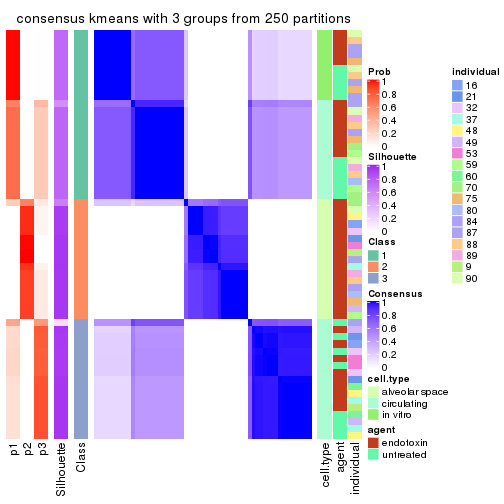 consensus kmeans with 3 groups from 250 partitions
p1
p2
p3
Silhouette
Class
cell.type
agent
individual
Prob
1
0.8
0.6
0.4
0.2
0
Silhouette
1
0.8
0.6
0.4
0.2
0
Class
1
2
3
Consensus
1
0.8
0.6
0.4
0.2
0
cell.type
alveolar space
circulating
in vitro
agent
endotoxin
untreated
Individual
16
21
32
37
48
53
59
60
70
75
80
84
87
88
89
9
90